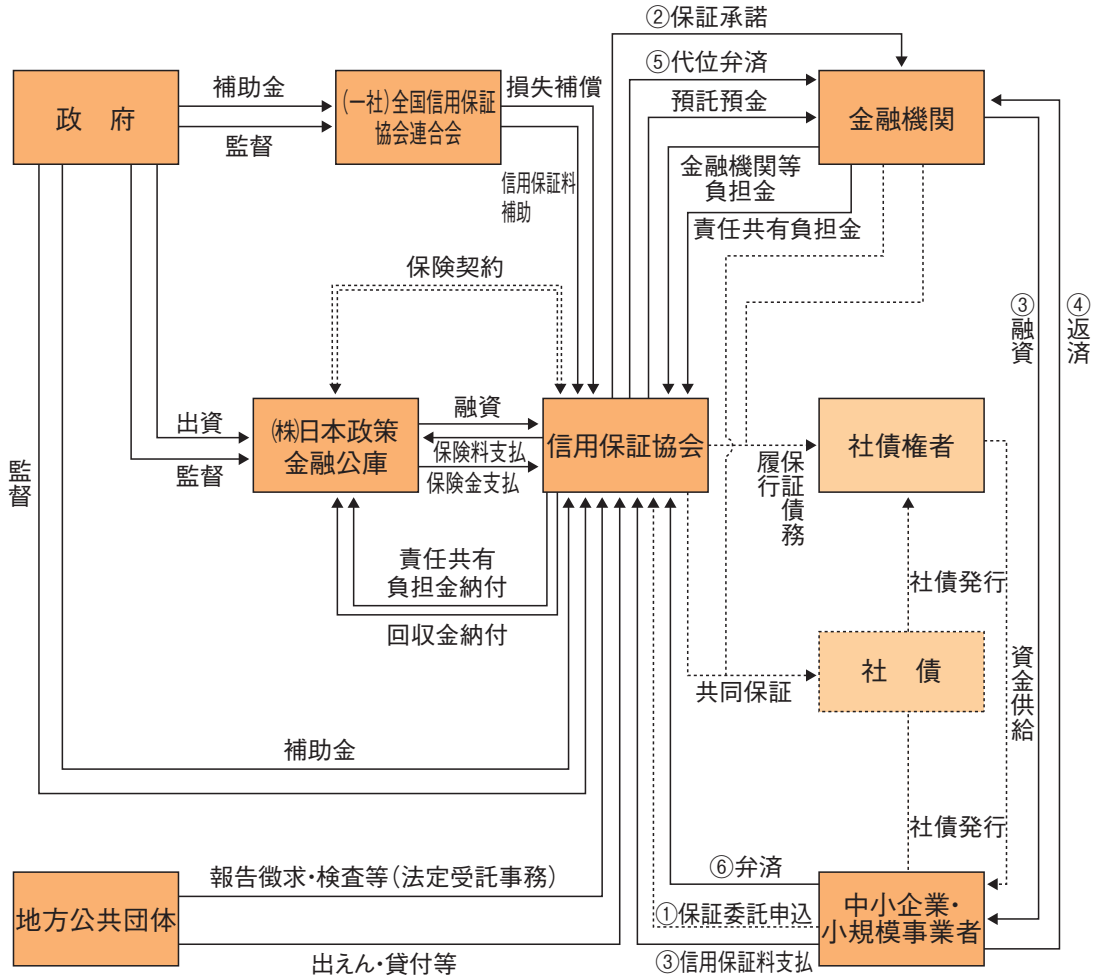 ②保証承諾
⑤代位弁済
預託預金
政　府
補助金
監督
(一社)全国信用保証
協会連合会
損失補償
信用保証料
補助
金融機関
金融機関等
負担金
責任共有負担金
保険契約
③融資
④返済
出資
監督
監督
㈱日本政策
金融公庫
融資
保険料支払
保険金支払
信用保証協会
保証債務
履行
社債権者
責任共有
負担金納付
回収金納付
社債発行
社　債
共同保証
資金供給
補助金
社債発行
地方公共団体
報告徴求・検査等(法定受託事務)
出えん・貸付等
⑥弁済
①保証委託申込
③信用保証料支払
中小企業・
小規模事業者